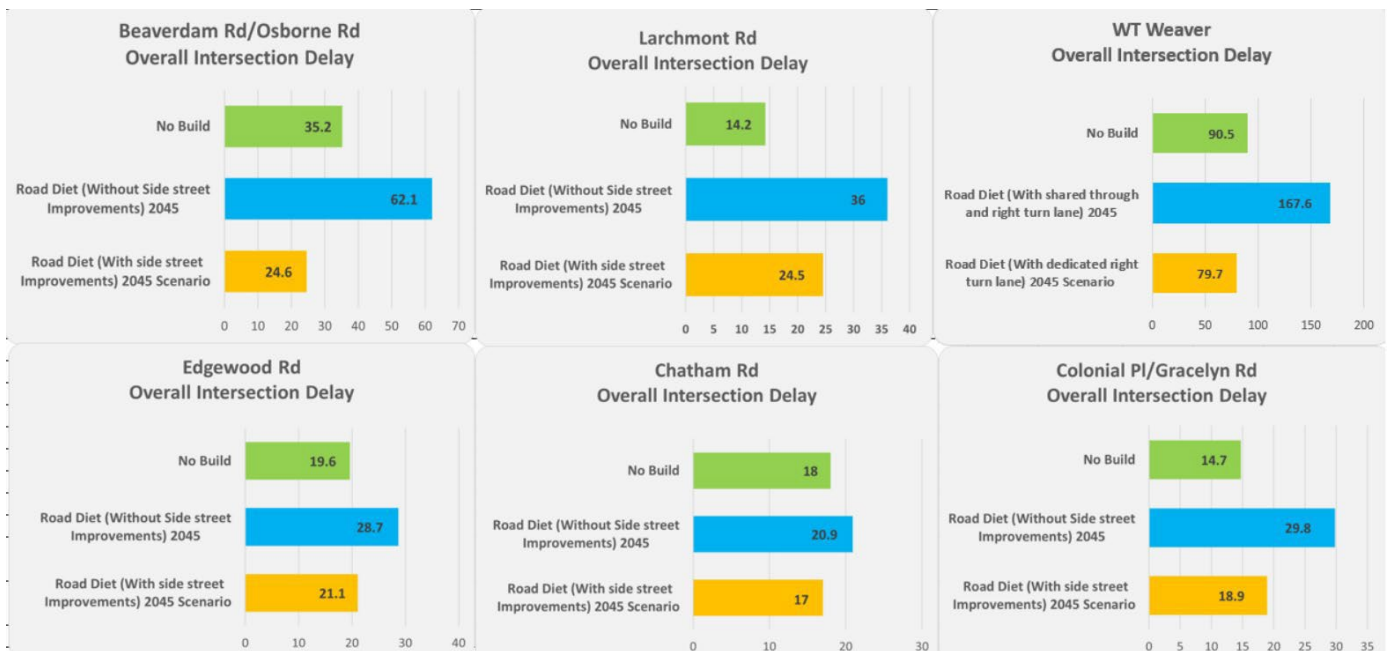 Beaverdam Rd/Osborne Rd
Overall Intersection Delay
No Build
35.2
Road Diet (Without Side street
Improvements) 2045
62.1
Road Diet (With side street
Improvements) 2045 Scenario
24.6
0 10 20 30 40 50 60 70
Larchmont Rd
Overall Intersection Delay
No Build
14.2
Road Diet (Without Side street
Improvements) 2045
36
Road Diet (With side street
Improvements) 2045 Scenario
24.5
0 5 10 15 20 25 30 35 40
WT Weaver
Overall Intersection Delay
No Build
90.5
Road Diet (With shared through
and right turn lane) 2045
167.6
Road Diet (With dedicated right
turn lane) 2045 Scenario
79.7
0 50 100 150 200
Edgewood Rd
Overall Intersection Delay
No Build
19.6
Road Diet (Without Side street
Improvements) 2045
28.7
Road Diet (With side street
Improvements) 2045 Scenario
21.1
0 10 20 30 40
Chatham Rd
Overall Intersection Delay
No Build
18
Road Diet (Without Side street
Improvements) 2045
20.9
Road Diet (With side street
Improvements) 2045 Scenario
17
0 10 20 30
Colonial Pl/Gracelyn Rd
Overall Intersection Delay
No Build
14.7
Road Diet (Without Side street
Improvements) 2045
29.8
Road Diet (With side street
Improvements) 2045 Scenario
18.9
0 5 10 15 20 25 30 35